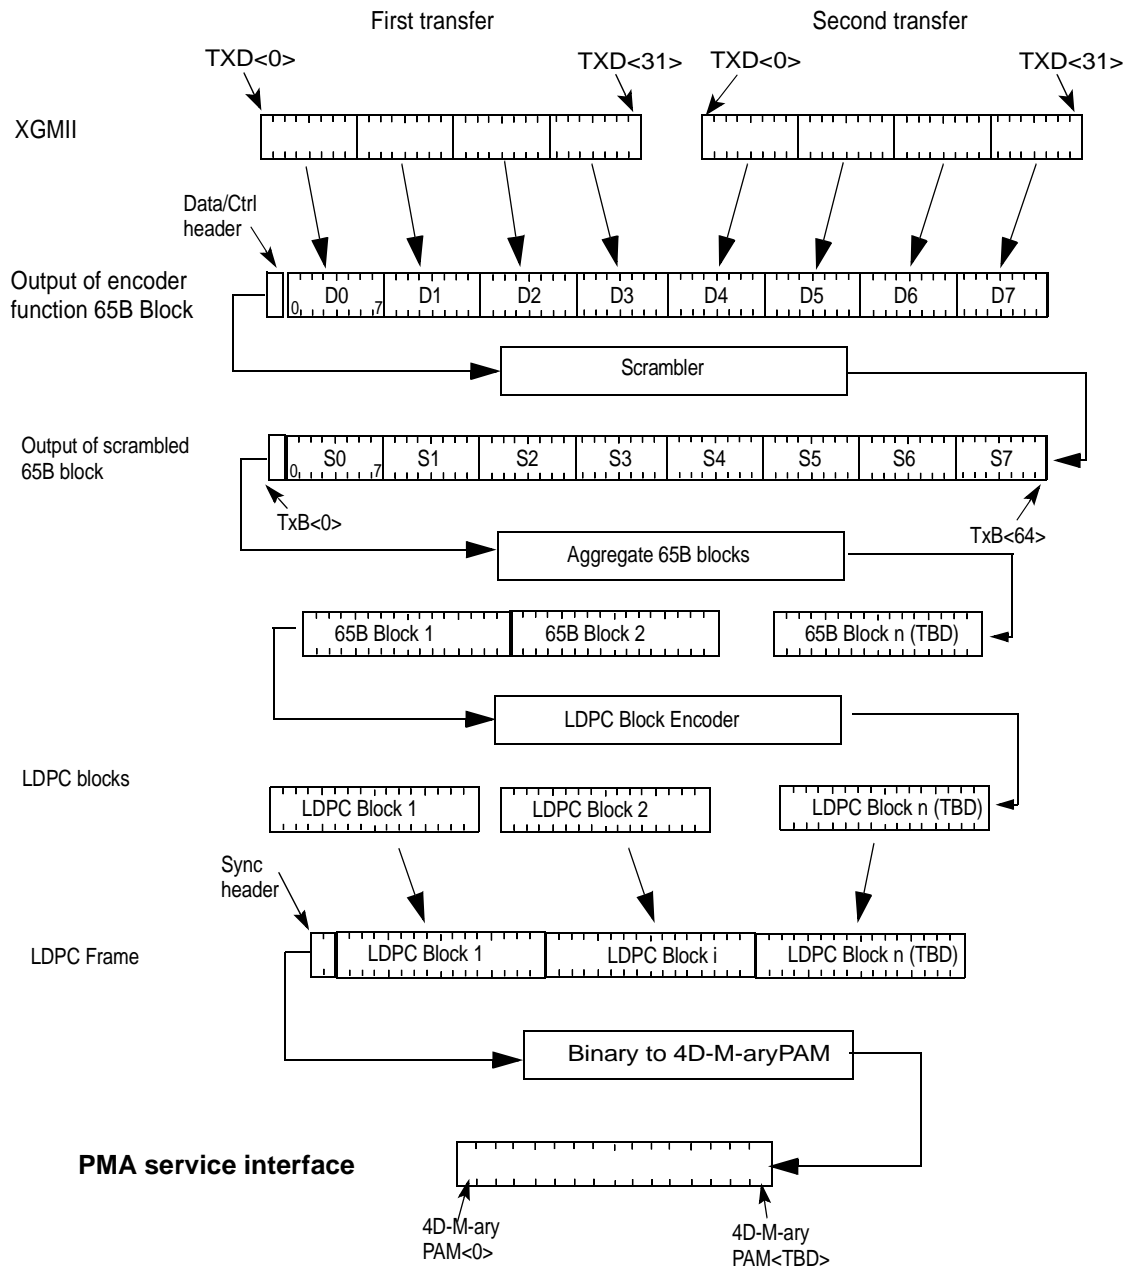 First transfer
Second transfer
TXD<0>
TXD<31>
TXD<0>
TXD<31>
XGMII
Data/Ctrl
header
Output of encoder
function 65B Block
D0
D1
D2
D3
D4
D5
D6
D7
0
7
Scrambler
Output of scrambled
65B block
S0
S1
S2
S3
S4
S5
S6
S7
0
7
TxB<0>
TxB<64>
Aggregate 65B blocks
65B Block 1
65B Block 2
65B Block n (TBD)
LDPC Block Encoder
LDPC blocks
LDPC Block 1
LDPC Block 2
LDPC Block n (TBD)
Sync
header
LDPC Frame
LDPC Block 1
LDPC Block i
LDPC Block n (TBD)
Binary to 4D-M-aryPAM
PMA service interface
4D-M-ary
PAM<0>
4D-M-ary
PAM<TBD>